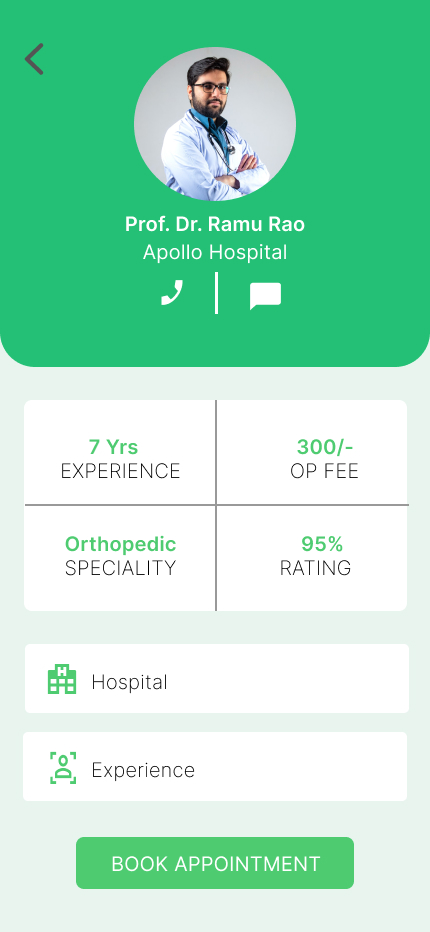 Prof. Dr. Ramu Rao
Apollo Hospital
7 Yrs
EXPERIENCE
300/-
OP FEE
Orthopedic
SPECIALITY
95%
RATING
H
Hospital
Experience
BOOK APPOINTMENT